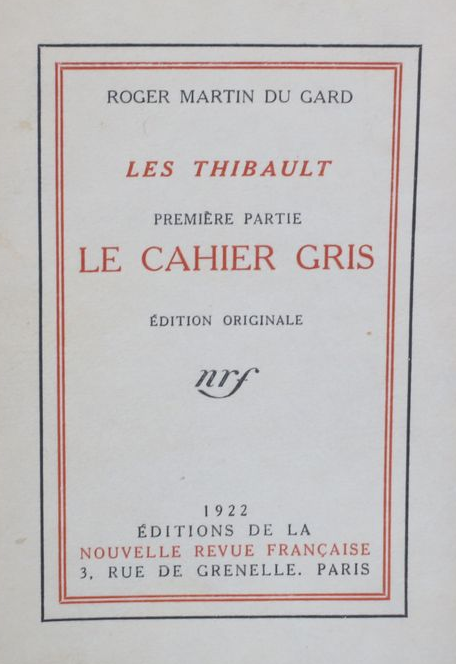 ROGER MARTIN DU GARD
LES THIBAULT
PREMIÈRE PARTIE
LE CAHIER GRIS
ÉDITION ORIGINALE
nrf
1922
ÉDITIONS DE LA
NOUVELLE REVUE FRANÇAISE
3, RUE DE GRENELLE. PARIS